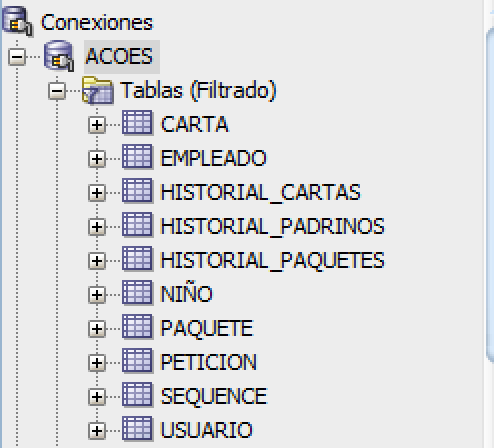 Conexiones
ACOES
Tablas (Filtrado)
CARTA
EMPLEADO
HISTORIAL_CARTAS
HISTORIAL_PADRINOS
HISTORIAL_PAQUETES
NIÑO
PAQUETE
PETICION
SEQUENCE
USUARIO